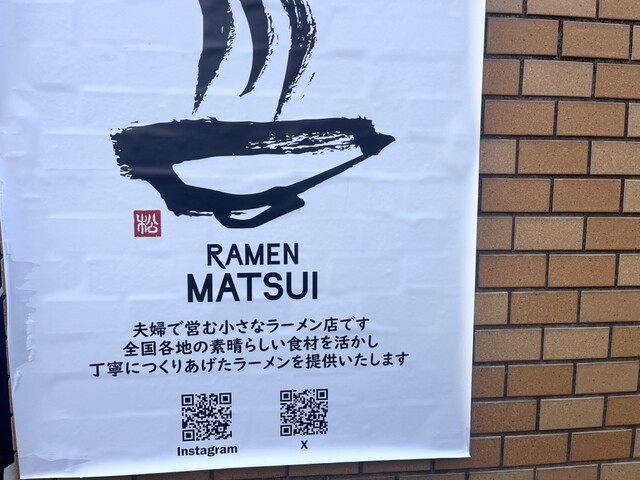 松
RAMEN
MATSUI
夫婦で営む小さなラーメン店です
全国各地の素晴らしい食材を活かし
丁寧につくりあげたラーメンを提供いたします
Instagram
X